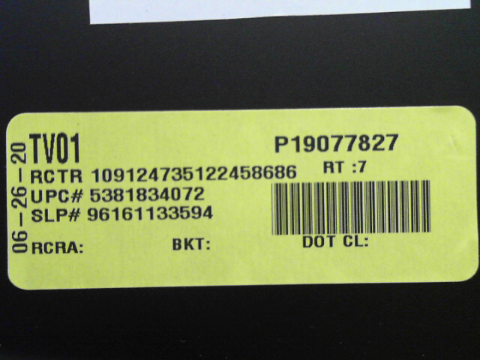 06-26-20
TV01
P19077827
RCTR 109124735122458686
RT :7
UPC# 5381834072
SLP# 96161133594
RCRA:
BKT:
DOT CL: